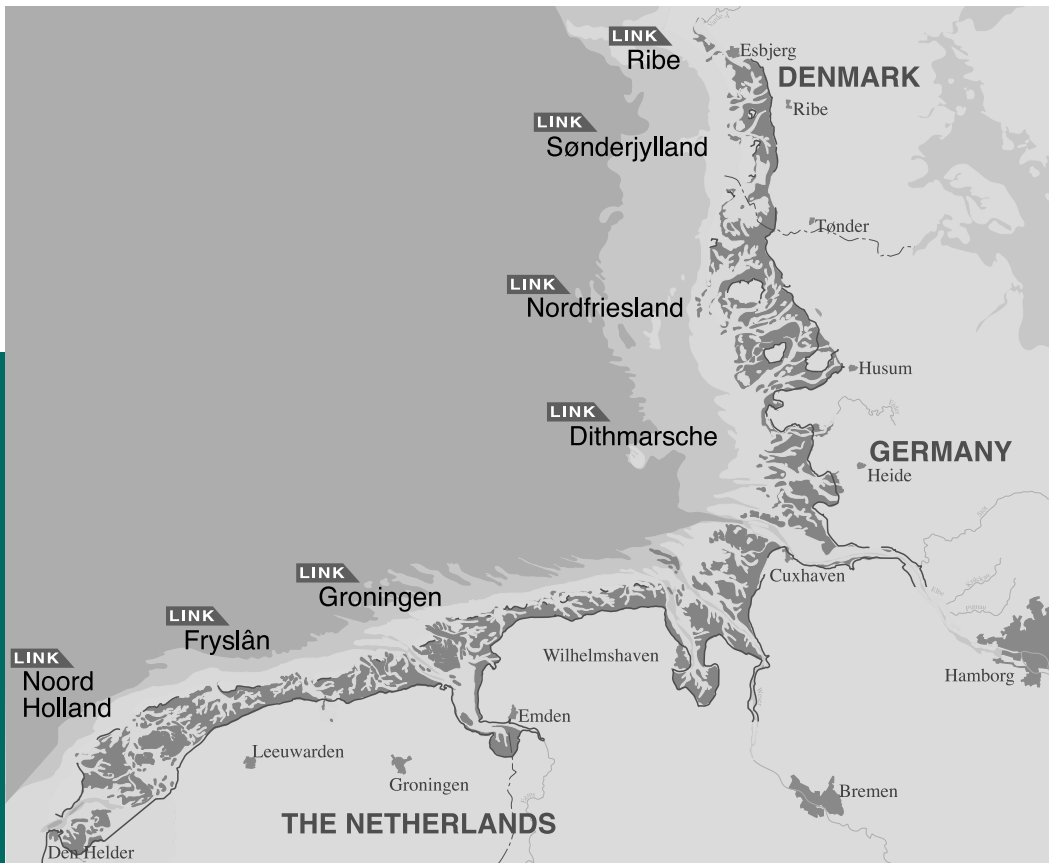 LINK
Ribe
Esbjerg
DENMARK
Ribe
LINK
Sønderjylland
Tønder
LINK
Nordfriesland
Husum
LINK
Dithmarsche
GERMANY
Heide
Cuxhaven
LINK
Groningen
LINK
Fryslân
LINK
Noord
Holland
Wilhelmshaven
Hamborg
Emden
Leeuwarden
Groningen
Bremen
THE NETHERLANDS
Den Helder